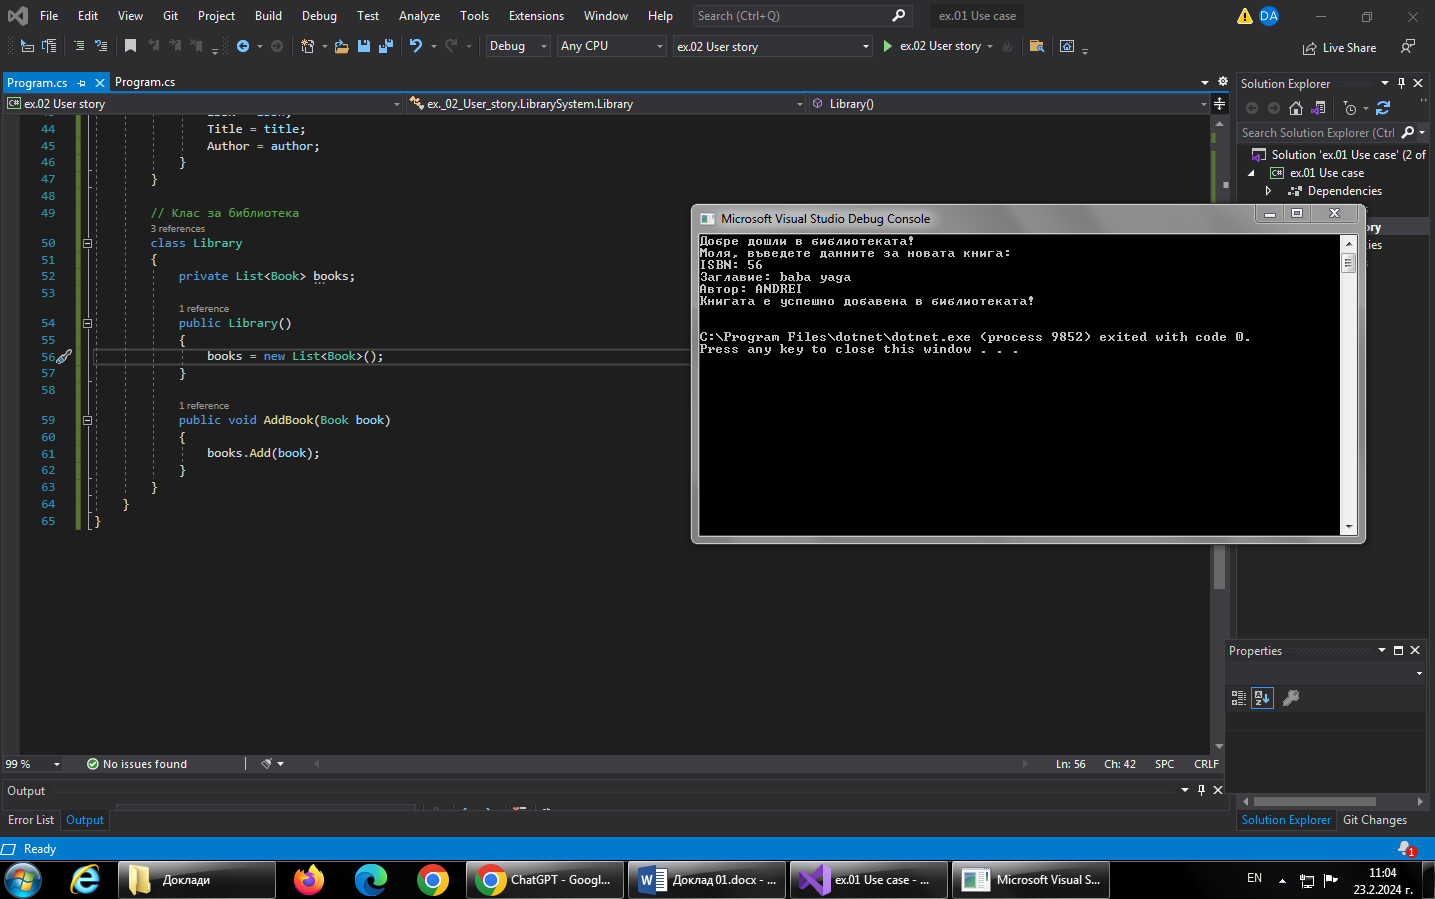 File Edit View Git Project Build Debug Test Analyze Tools Extensions Window Help Search (Ctrl+Q) ex.01 Use case DA
Debug Any CPU ex.02 User story ex.02 User story Live Share
Program.cs Program.cs
C# ex.02 User story ex._02_User_story.LibrarySystem.Library Library()
44 Title = title;
45 Author = author;
46 }
47 }
48
49 // Клас за библиотека
3 references
50 class Library
51 {
52 private List<Book> books;
53
1 reference
54 public Library()
55 {
56 books = new List<Book>();
57 }
58
1 reference
59 public void AddBook(Book book)
60 {
61 books.Add(book);
62 }
63 }
64 }
65 }
Microsoft Visual Studio Debug Console
Добре дошли в библиотеката!
Моля, въведете данните за новата книга:
ISBN: 56
Заглавие: baba yaga
Автор: ANDREI
Книгата е успешно добавена в библиотеката!
C:\Program Files\dotnet\dotnet.exe (process 9852) exited with code 0.
Press any key to close this window . . .
Solution Explorer
Search Solution Explorer (Ctrl
Solution 'ex.01 Use case' (2 of
C# ex.01 Use case
Dependencies
Properties
99 % No issues found Ln: 56 Ch: 42 SPC CRLF
Output
Error List Output
Solution Explorer Git Changes
Ready 1
Доклади
ChatGPT - Googl...
Доклад 01.docx - ...
ex.01 Use case - ...
Microsoft Visual S...
EN
11:04
23.2.2024 г.